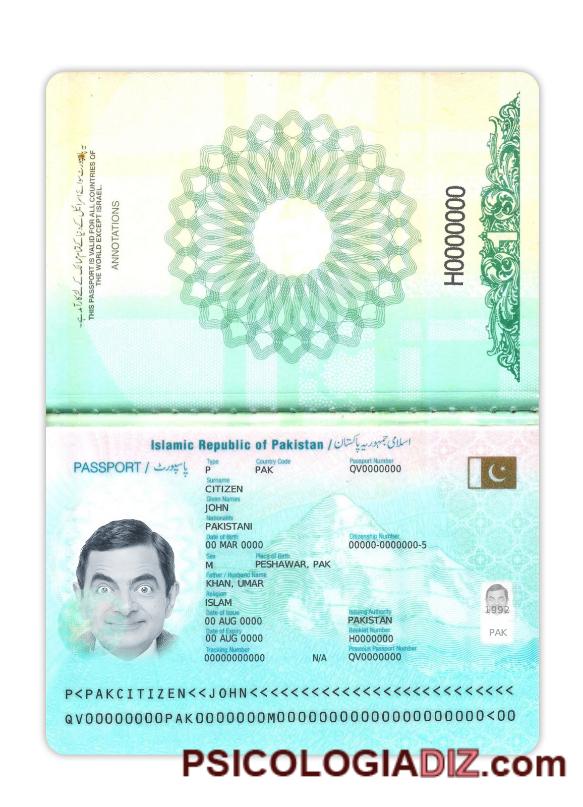 THIS PASSPORT IS VALID FOR ALL COUNTRIES OF
THE WORLD EXCEPT ISRAEL.
ANNOTATIONS
H0000000
Islamic Republic of Pakistan / اسلامی جمہوریہ پاکستان
PASSPORT / پاسپورٹ
Type Country Code Passport Number
P PAK QV0000000
Surname
CITIZEN
Given Names
JOHN
Nationality
PAKISTANI
Date of Birth Citizenship Number
00 MAR 0000 00000-0000000-5
Sex Place of Birth
M PESHAWAR, PAK
Father / Husband Name
KHAN, UMAR
Religion
ISLAM
Date of Issue Issuing Authority
00 AUG 0000 PAKISTAN
Date of Expiry Booklet Number
00 AUG 0000 H0000000
Tracking Number Previous Passport Number
00000000000 N/A QV0000000
1992
PAK
P<PAKCITIZEN<<JOHN<<<<<<<<<<<<<<<<<<<<<<<<<<
QV00000000PAK0000000M00000000000000000000000<00
PSICOLOGIADIZ.com